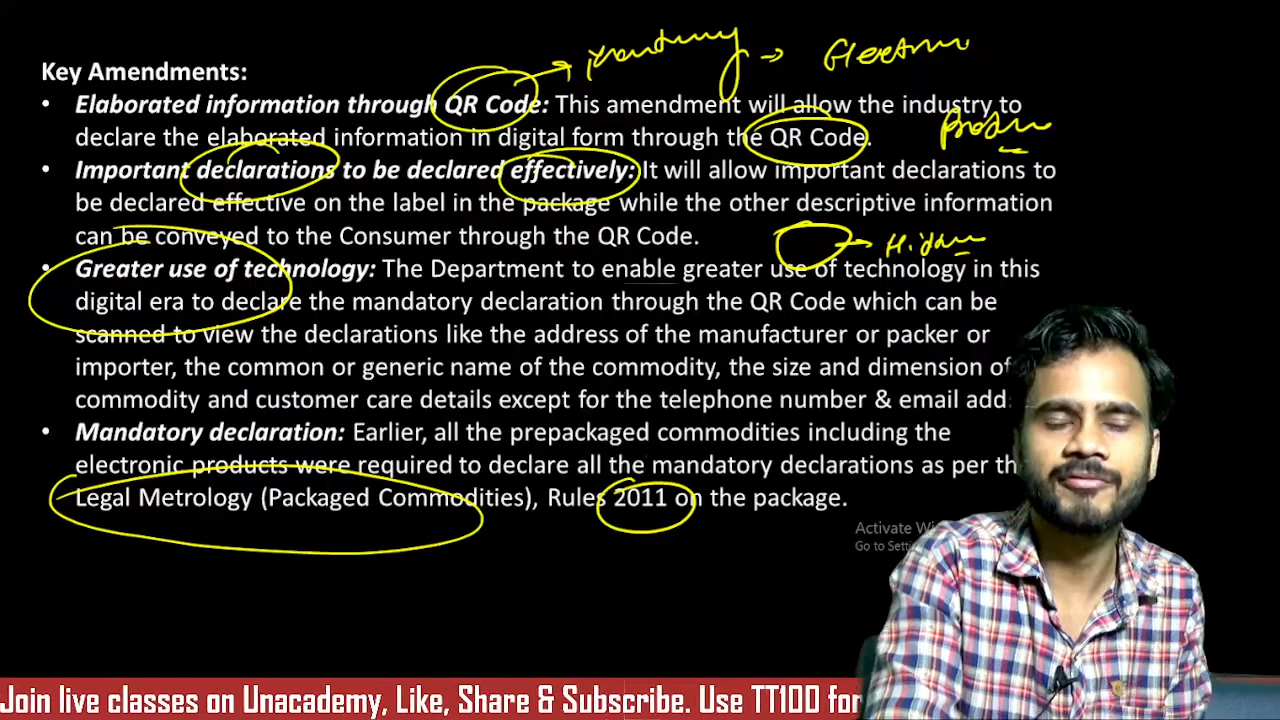 Mandatory → Electronic
Key Amendments:
• Elaborated information through QR Code: This amendment will allow the industry to
declare the elaborated information in digital form through the QR Code.
• Important declarations to be declared effectively: It will allow important declarations to
be declared effective on the label in the package while the other descriptive information
can be conveyed to the Consumer through the QR Code.
• Greater use of technology: The Department to enable greater use of technology in this
digital era to declare the mandatory declaration through the QR Code which can be
scanned to view the declarations like the address of the manufacturer or packer or
importer, the common or generic name of the commodity, the size and dimension of
commodity and customer care details except for the telephone number & email add
• Mandatory declaration: Earlier, all the prepackaged commodities including the
electronic products were required to declare all the mandatory declarations as per th
Legal Metrology (Packaged Commodities), Rules 2011 on the package.
Activate Wi
Go to Setti
Join live classes on Unacademy, Like, Share & Subscribe. Use TT10D for